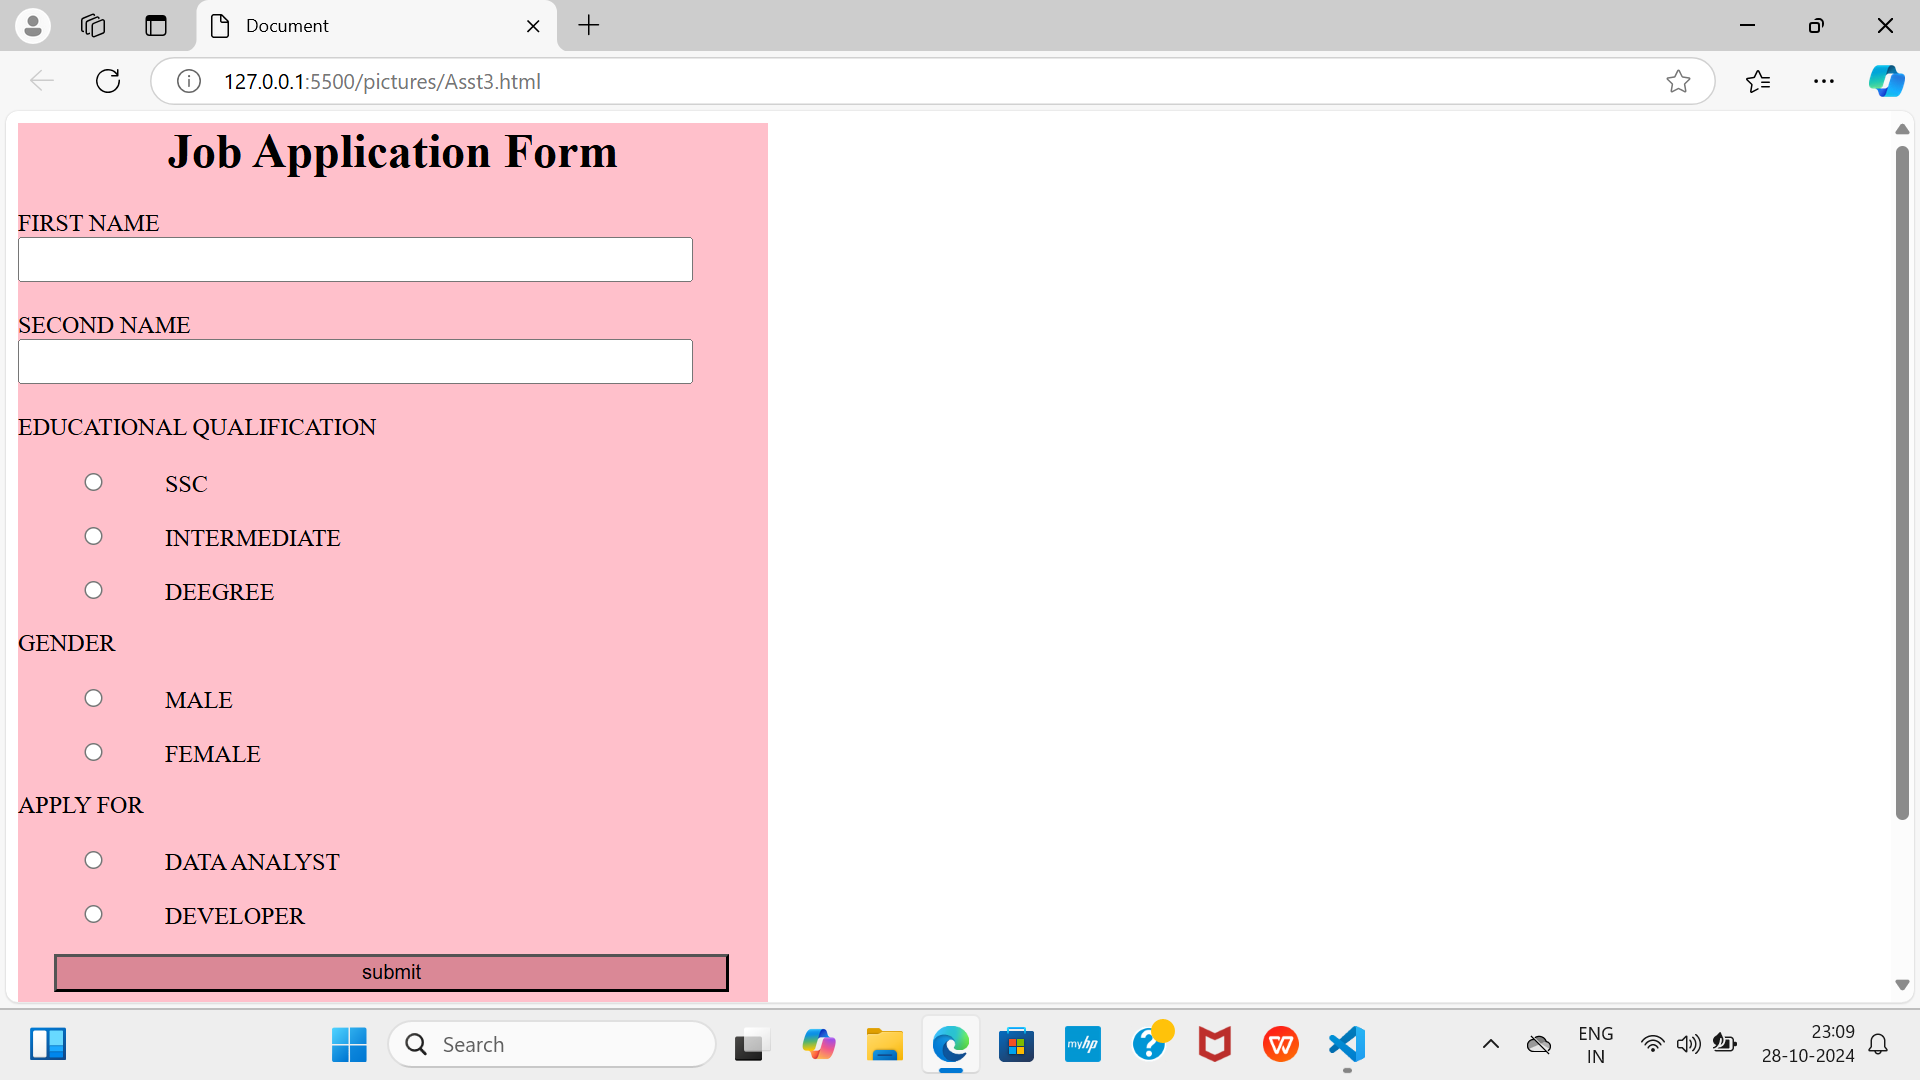 Document
127.0.0.1:5500/pictures/Asst3.html
Job Application Form
FIRST NAME
SECOND NAME
EDUCATIONAL QUALIFICATION
SSC
INTERMEDIATE
DEEGREE
GENDER
MALE
FEMALE
APPLY FOR
DATA ANALYST
DEVELOPER
submit
Search
myhp
ENG
IN
23:09
28-10-2024